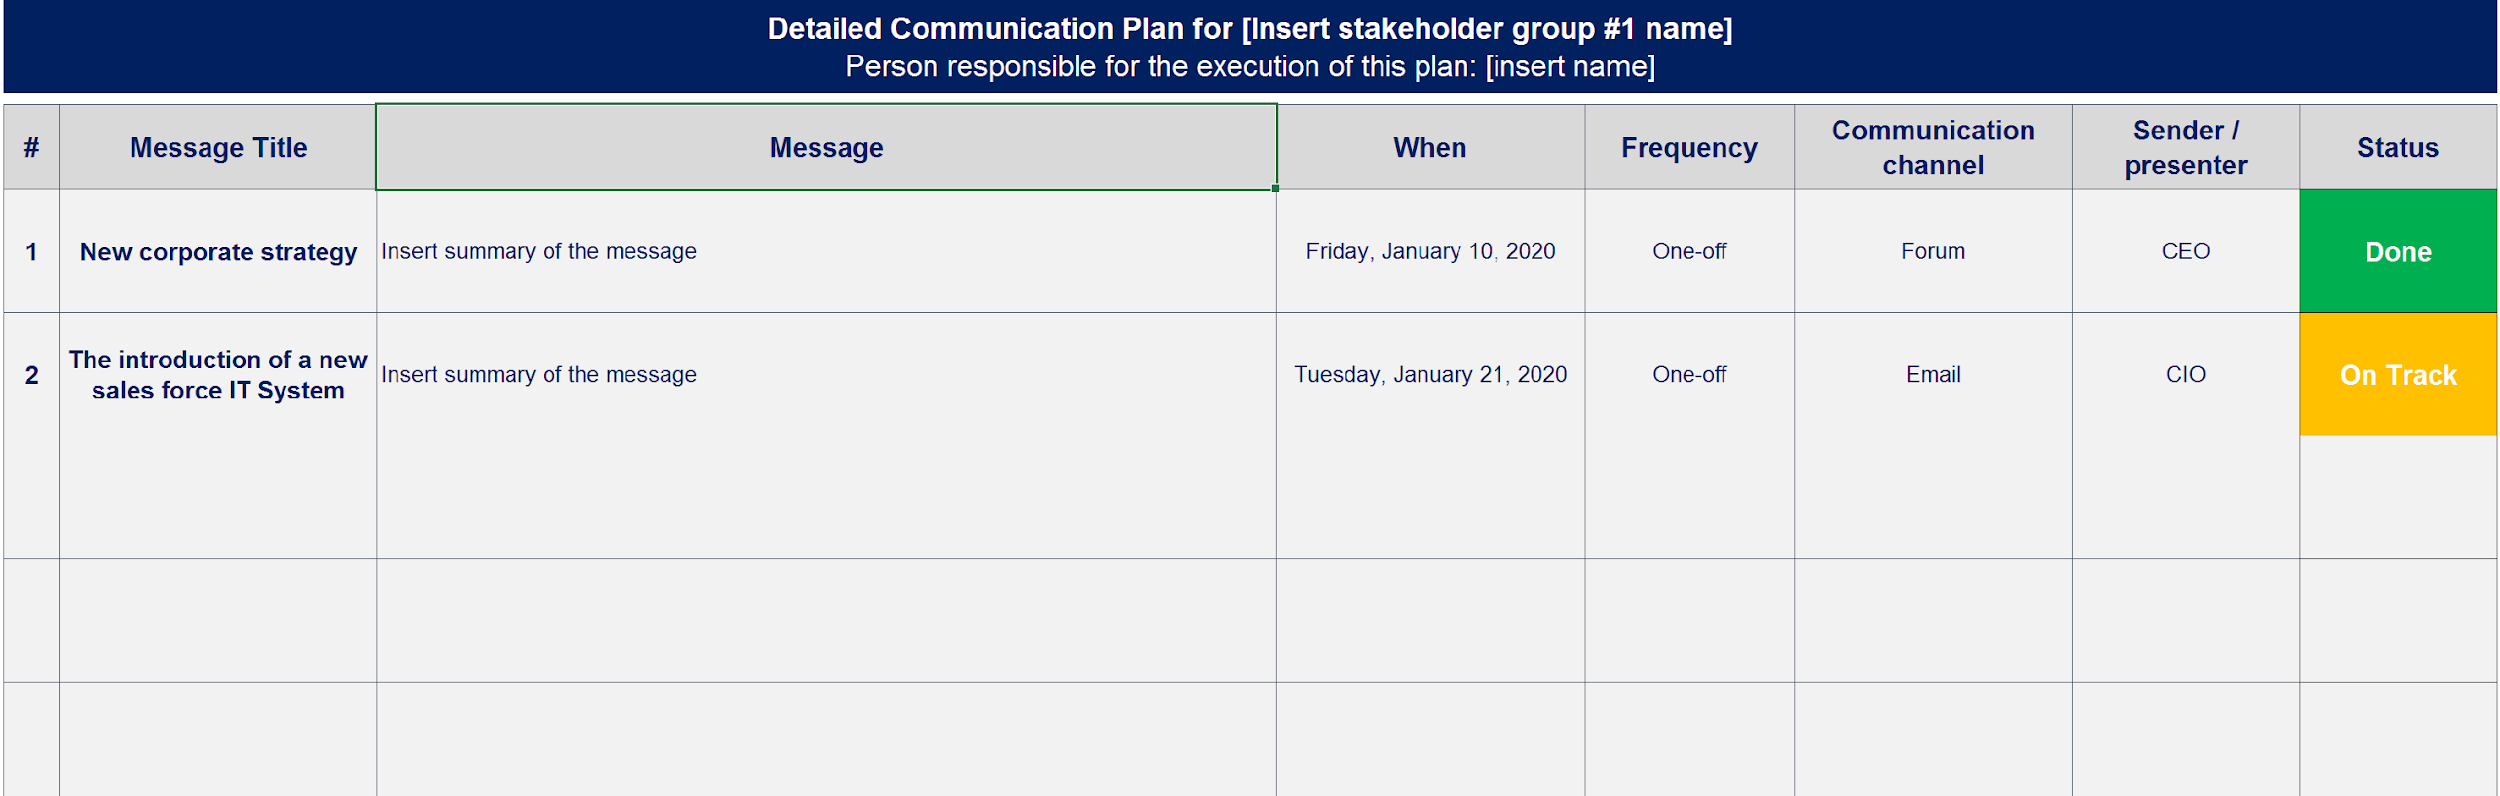 Detailed Communication Plan for [Insert stakeholder group #1 name]
Person responsible for the execution of this plan: [insert name]
#
Message Title
Message
When
Frequency
Communication
channel
Sender /
presenter
Status
1
New corporate strategy
Insert summary of the message
Friday, January 10, 2020
One-off
Forum
CEO
Done
2
The introduction of a new
sales force IT System
Insert summary of the message
Tuesday, January 21, 2020
One-off
Email
CIO
On Track